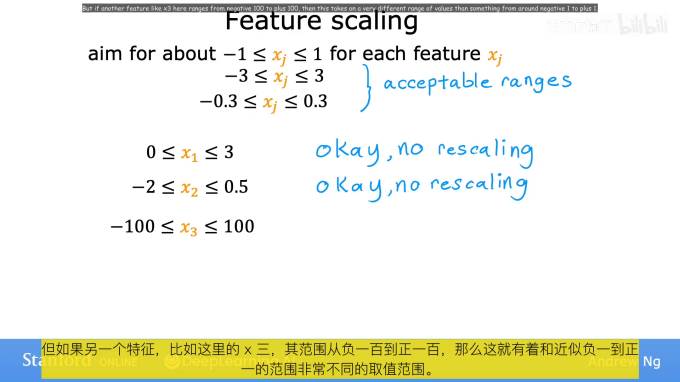 But if another feature like x3 here ranges from negative 100 to plus 100, then this takes on a very different range of values than something from around negative 1 to plus 1.
Feature scaling
bilibili
aim for about −1 ≤ xⱼ ≤ 1 for each feature xⱼ
−3 ≤ xⱼ ≤ 3
−0.3 ≤ xⱼ ≤ 0.3
acceptable ranges
0 ≤ x₁ ≤ 3 okay, no rescaling
−2 ≤ x₂ ≤ 0.5 okay, no rescaling
−100 ≤ x₃ ≤ 100
但如果另一个特征，比如这里的 x 三，其范围从负一百到正一百，那么这就有着和近似负一到正
一的范围非常不同的取值范围。
Stanford ONLINE DeepLearning Andrew Ng